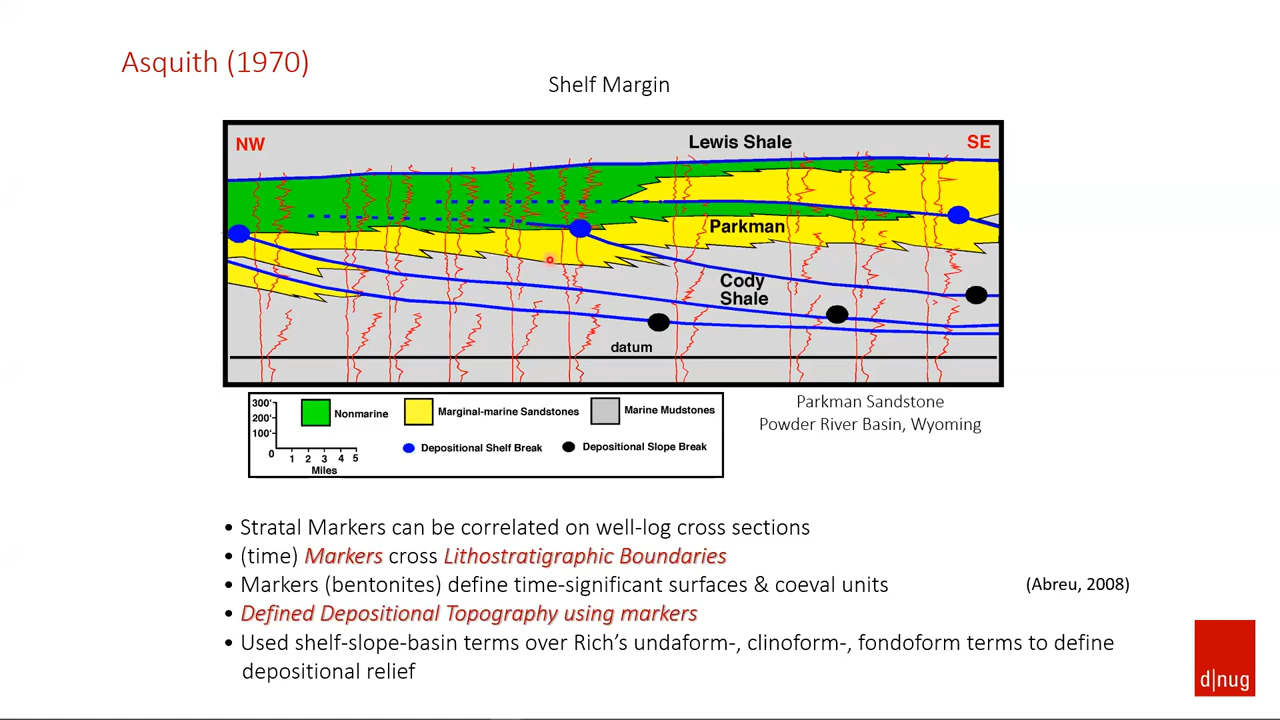 Asquith (1970)
Shelf Margin
NW
Lewis Shale
SE
Parkman
Cody
Shale
datum
300'
200'
100'
0
1 2 3 4 5
Miles
Nonmarine
Marginal-marine Sandstones
Marine Mudstones
Depositional Shelf Break
Depositional Slope Break
Parkman Sandstone
Powder River Basin, Wyoming
• Stratal Markers can be correlated on well-log cross sections
• (time) Markers cross Lithostratigraphic Boundaries
• Markers (bentonites) define time-significant surfaces & coeval units
(Abreu, 2008)
• Defined Depositional Topography using markers
• Used shelf-slope-basin terms over Rich's undaform-, clinoform-, fondoform terms to define
depositional relief
d|nug